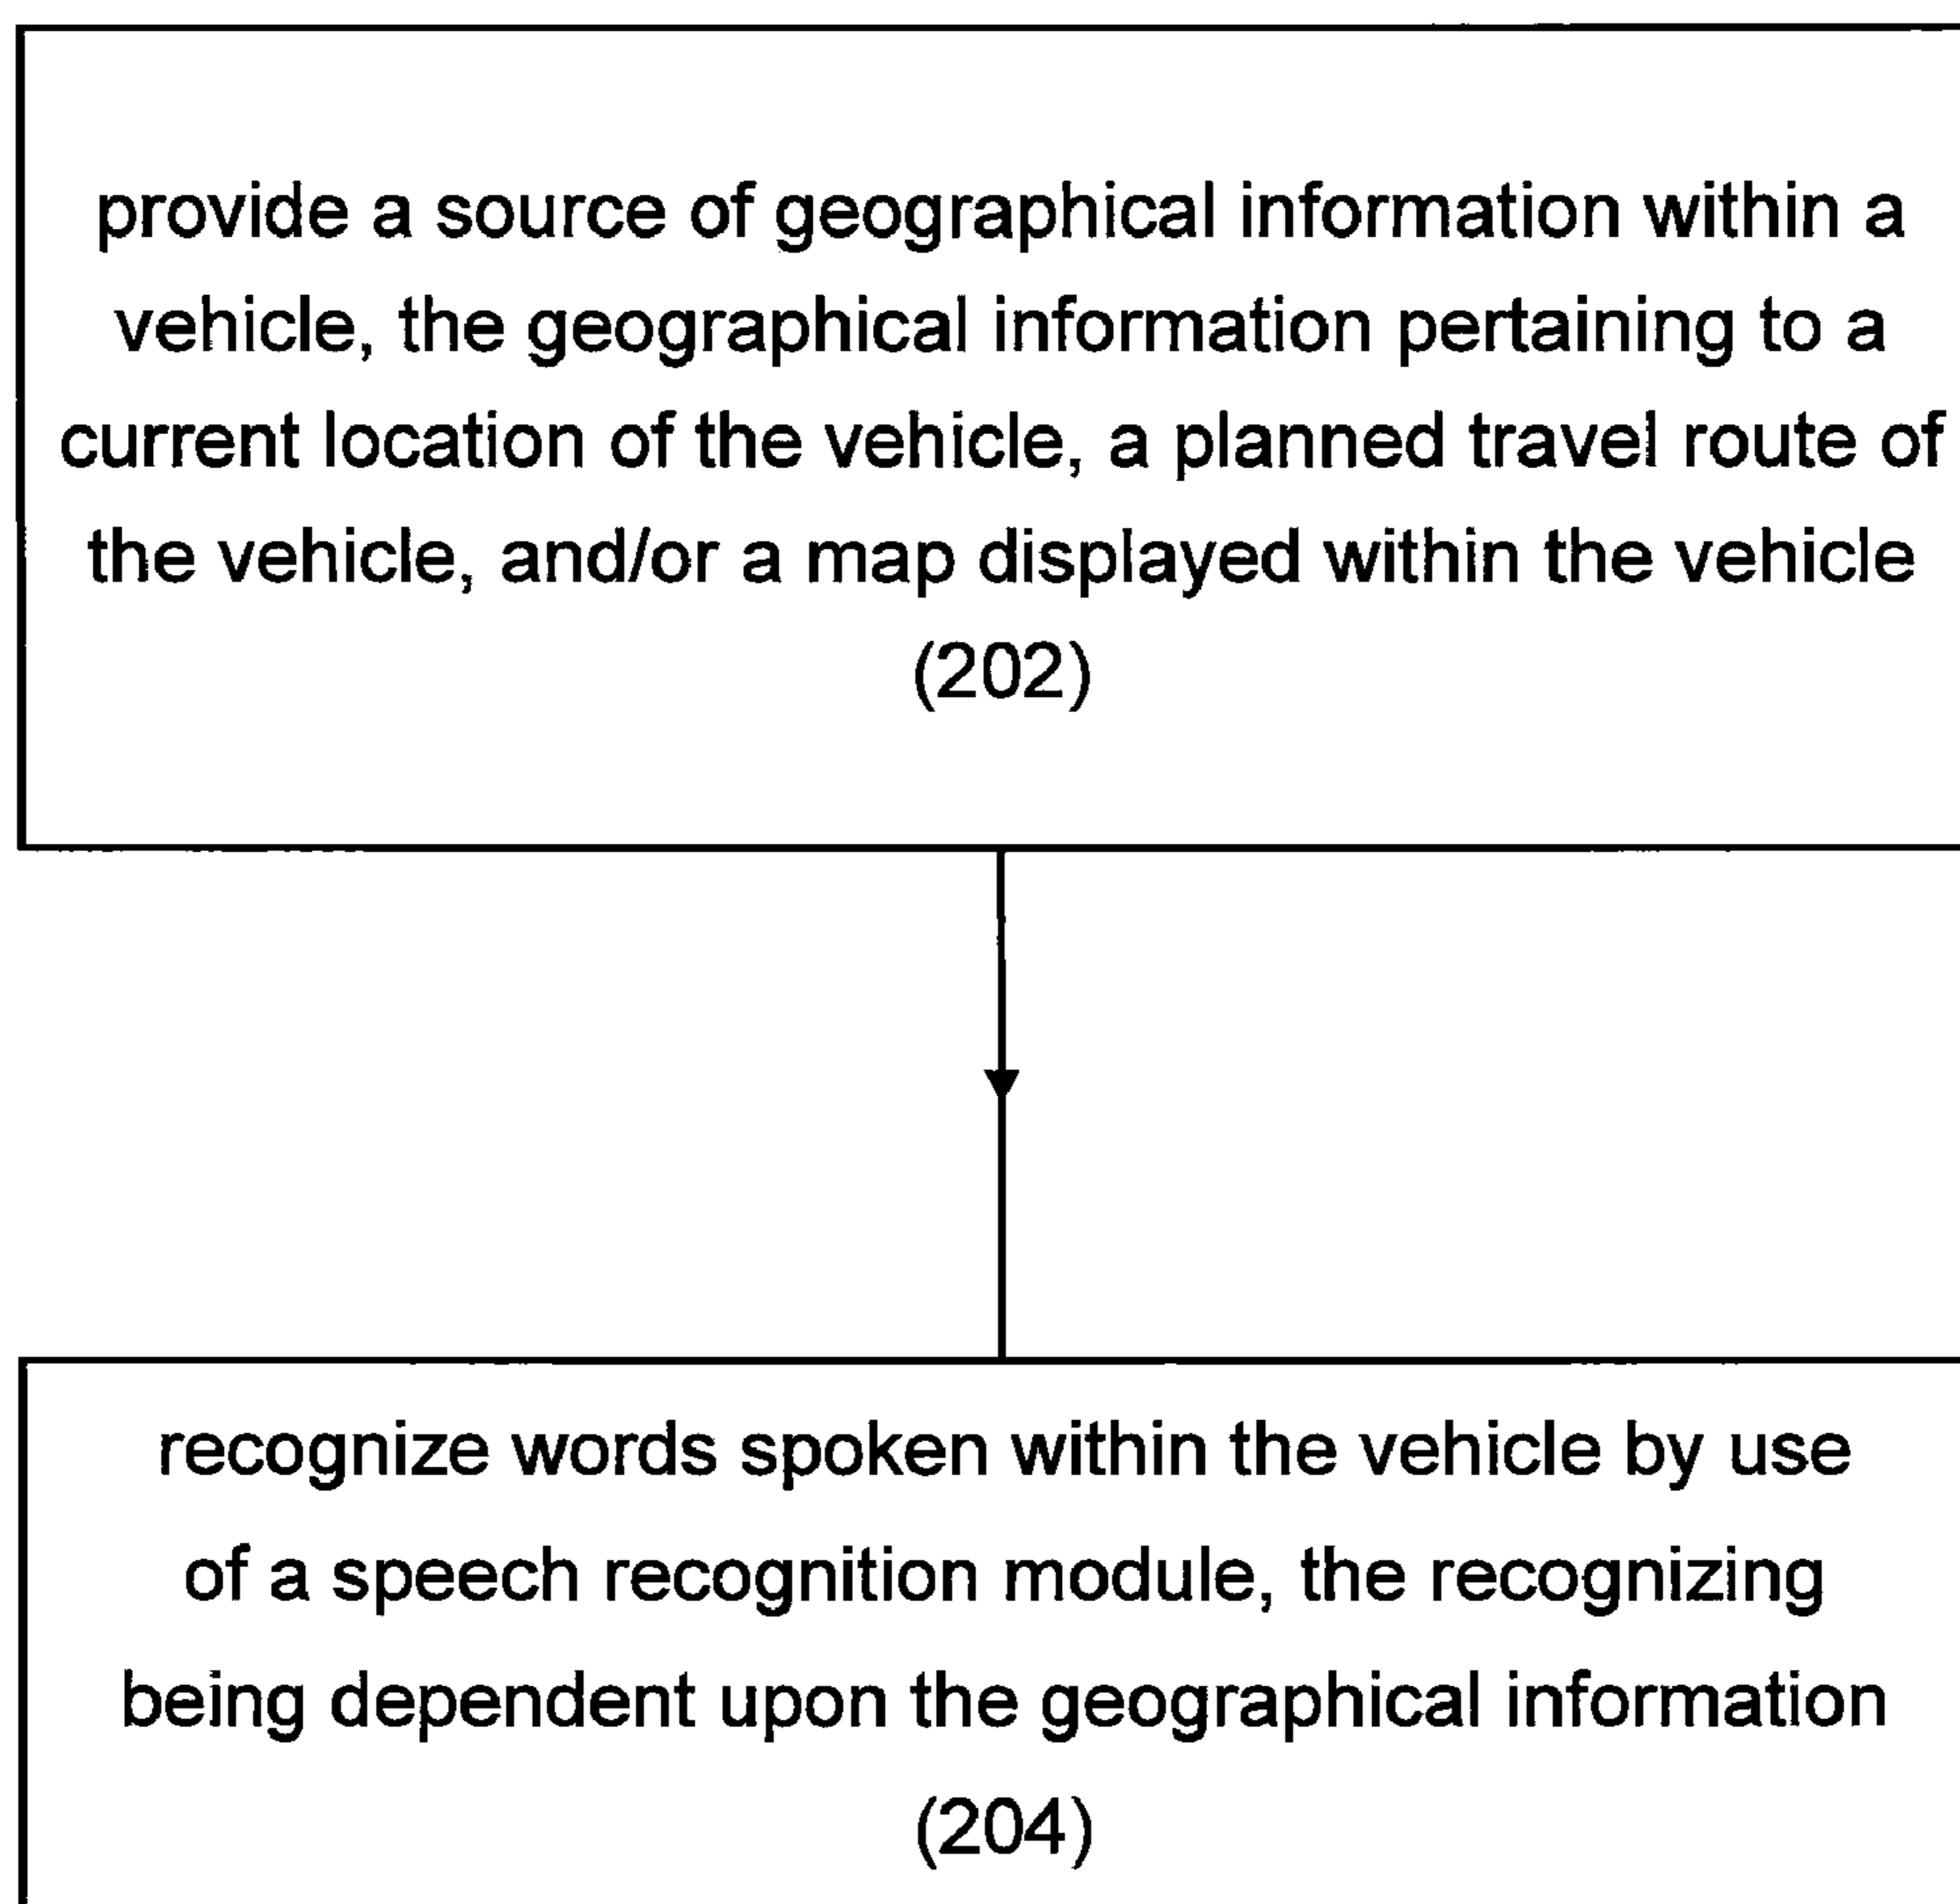 provide a source of geographical information within a
vehicle, the geographical information pertaining to a
current location of the vehicle, a planned travel route of
the vehicle, and/or a map displayed within the vehicle
(202)
recognize words spoken within the vehicle by use
of a speech recognition module, the recognizing
being dependent upon the geographical information
(204)